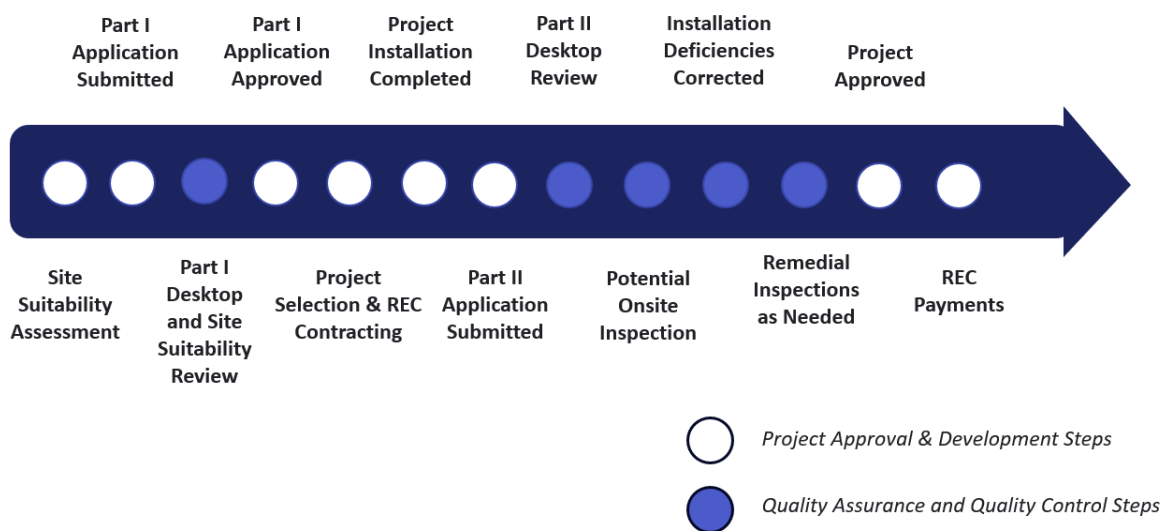 Part I
Application
Submitted
Part I
Application
Approved
Project
Installation
Completed
Part II
Desktop
Review
Installation
Deficiencies
Corrected
Project
Approved
Site
Suitability
Assessment
Part I
Desktop
and Site
Suitability
Review
Project
Selection & REC
Contracting
Part II
Application
Submitted
Potential
Onsite
Inspection
Remedial
Inspections
as Needed
REC
Payments
Project Approval & Development Steps
Quality Assurance and Quality Control Steps